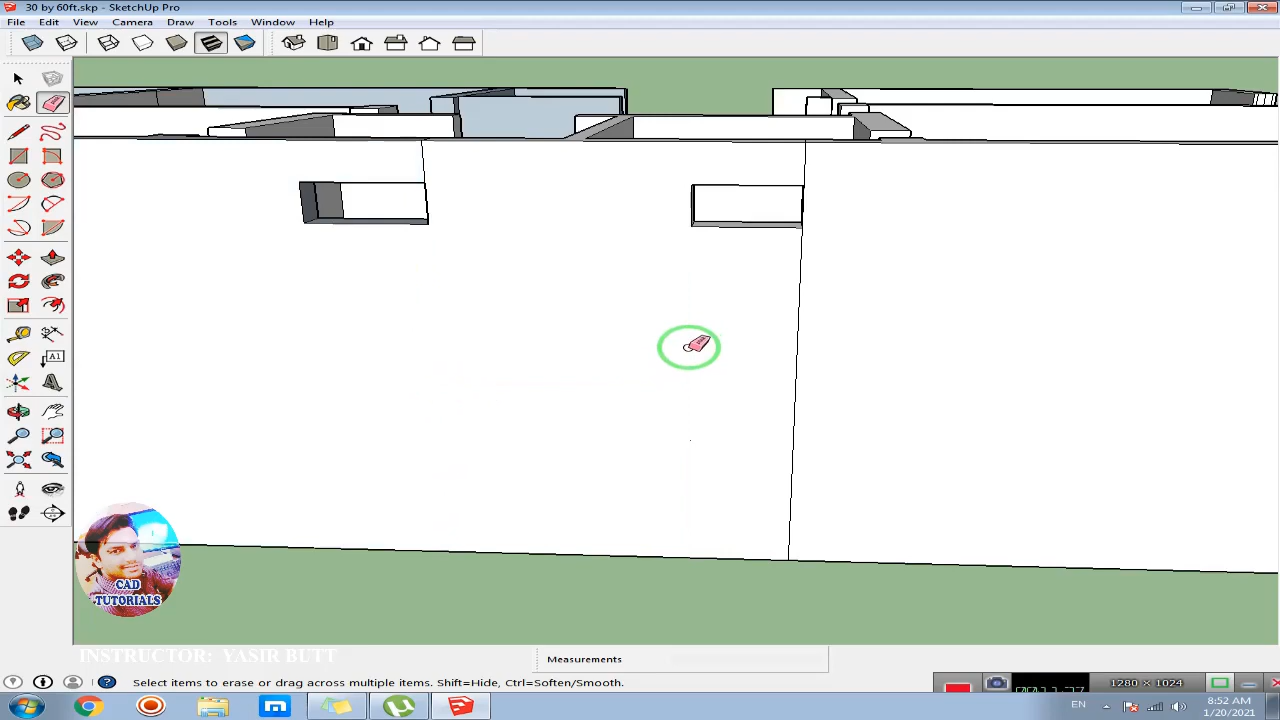 30 by 60ft.skp - SketchUp Pro
File Edit View Camera Draw Tools Window Help
A1
CAD
TUTORIALS
INSTRUCTOR: YASIR BUTT
Measurements
Select items to erase or drag across multiple items. Shift=Hide, Ctrl=Soften/Smooth.
1280 × 1024
EN
8:52 AM
1/20/2021